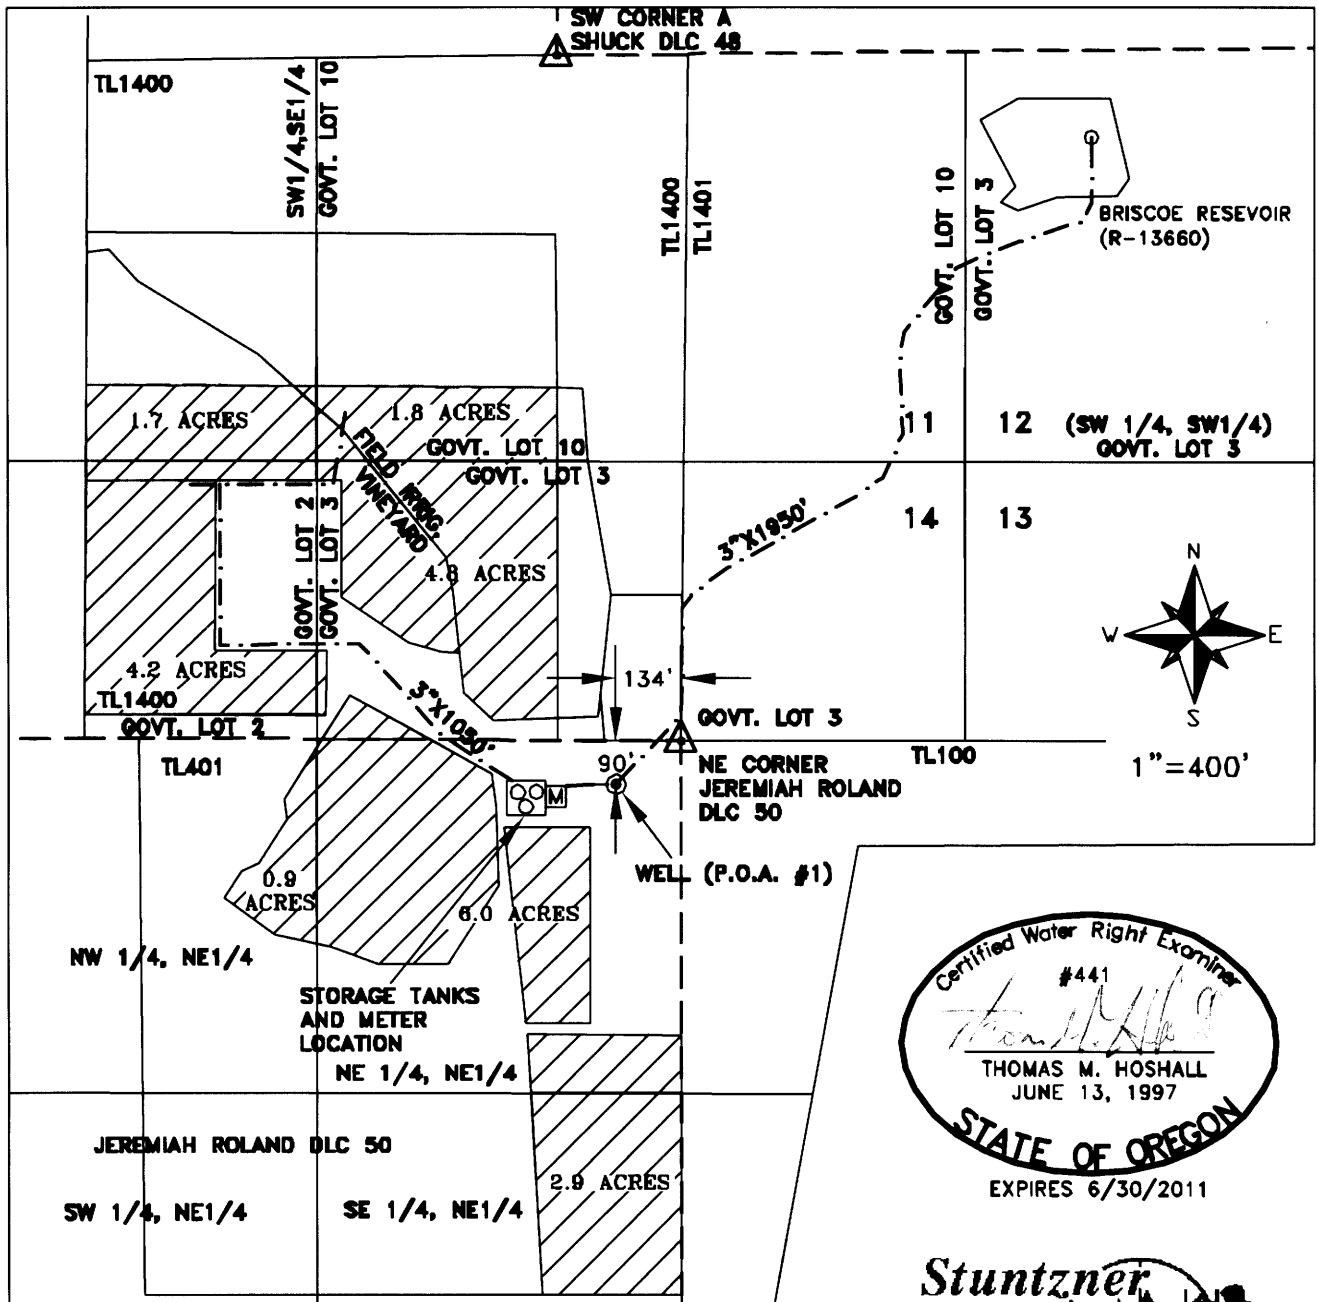 SW CORNER A
SHUCK DLC 48
TL1400
SW1/4,SE1/4
GOVT. LOT 10
TL1400
TL1401
GOVT. LOT 10
GOVT. LOT 3
BRISCOE RESEVOIR
(R-13660)
1.7 ACRES
1.8 ACRES
FIELD IRRIG.
VINEYARD
GOVT. LOT 10
GOVT. LOT 3
11
12
(SW 1/4, SW1/4)
GOVT. LOT 3
14
13
3"X1950'
GOVT. LOT 2
GOVT. LOT 3
4.8 ACRES
N
W
E
S
4.2 ACRES
TL1400
GOVT. LOT 2
134'
3"X1050'
GOVT. LOT 3
TL401
90'
NE CORNER
JEREMIAH ROLAND
DLC 50
TL100
1"=400'
M
WELL (P.O.A. #1)
0.9
ACRES
6.0 ACRES
NW 1/4, NE1/4
STORAGE TANKS
AND METER
LOCATION
NE 1/4, NE1/4
Certified Water Right Examiner
#441
THOMAS M. HOSHALL
JUNE 13, 1997
STATE OF OREGON
EXPIRES 6/30/2011
JEREMIAH ROLAND DLC 50
SW 1/4, NE1/4
SE 1/4, NE1/4
2.9 ACRES
Stuntzner